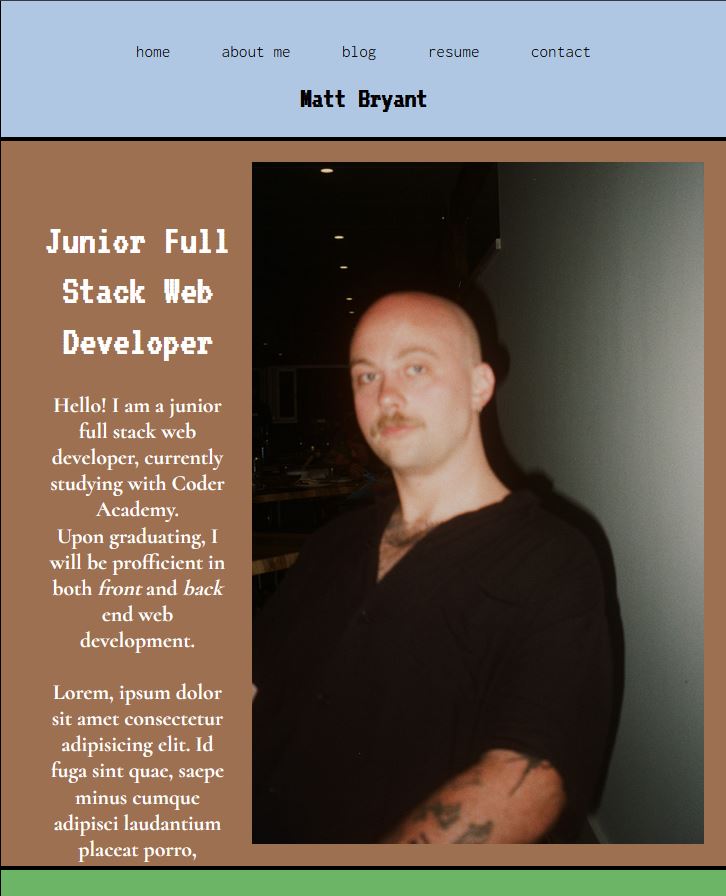 home about me blog resume contact
Matt Bryant
Junior Full
Stack Web
Developer
Hello! I am a junior
full stack web
developer, currently
studying with Coder
Academy.
Upon graduating, I
will be profficient in
both front and back
end web
development.
Lorem, ipsum dolor
sit amet consectetur
adipisicing elit. Id
fuga sint quae, saepe
minus cumque
adipisci laudantium
placeat porro,